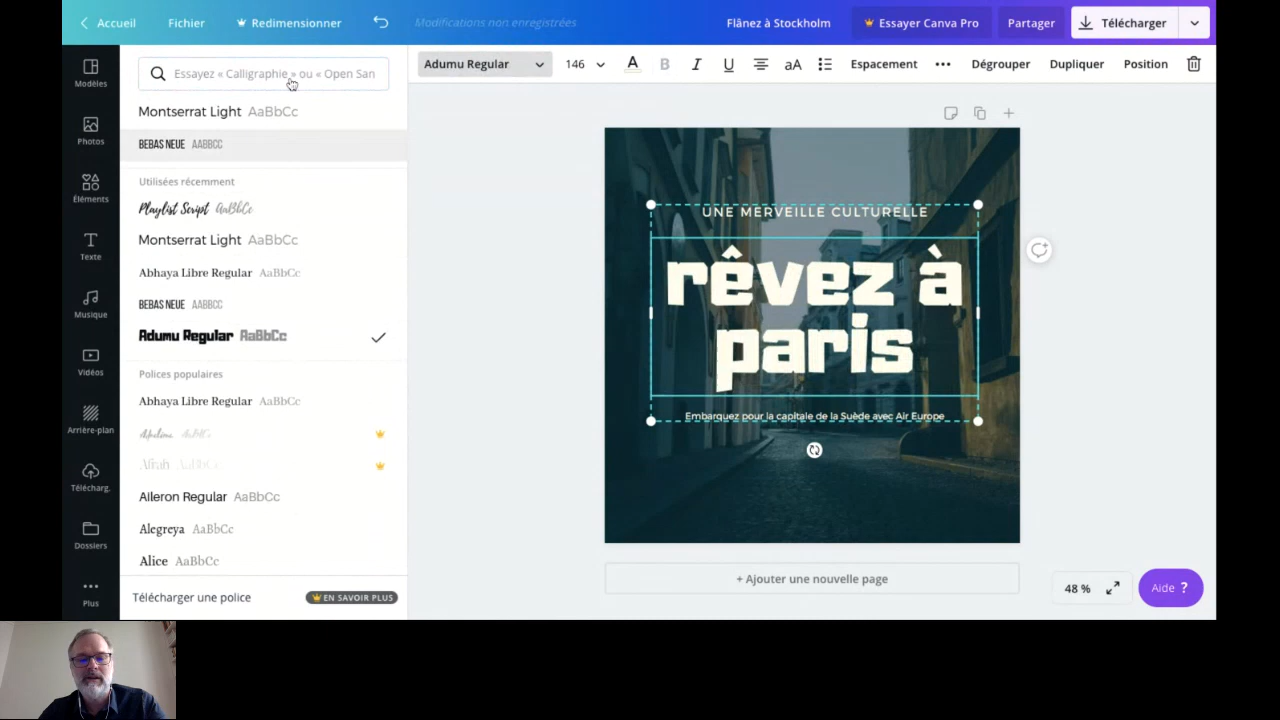 Accueil
Fichier
Redimensionner
Modifications non enregistrées
Flânez à Stockholm
Essayer Canva Pro
Partager
Télécharger
Modèles
Photos
Éléments
Texte
Musique
Vidéos
Arrière-plan
Télécharg.
Dossiers
Plus
Essayez « Calligraphie » ou « Open San
Montserrat Light AaBbCc
BEBAS NEUE AABBCC
Utilisées récemment
Playlist Script AaBbCc
Montserrat Light AaBbCc
Abhaya Libre Regular AaBbCc
BEBAS NEUE AABBCC
Adumu Regular AaBbCc
Polices populaires
Abhaya Libre Regular AaBbCc
Afrah AaBbCc
Aileron Regular AaBbCc
Alegreya AaBbCc
Alice AaBbCc
Télécharger une police
EN SAVOIR PLUS
Adumu Regular
146
A
B
I
U
aA
Espacement
Dégrouper
Dupliquer
Position
UNE MERVEILLE CULTURELLE
rêvez à
paris
Embarquez pour la capitale de la Suède avec Air Europe
+ Ajouter une nouvelle page
48 %
Aide ?